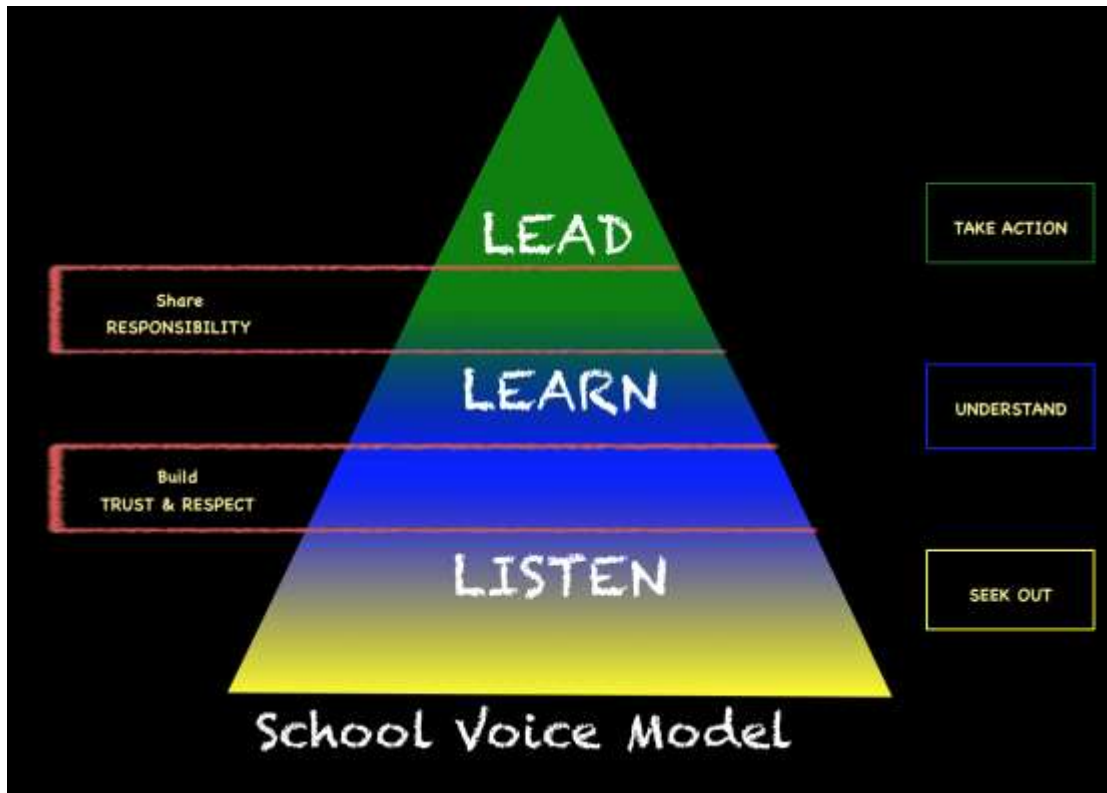 LEAD
TAKE ACTION
Share
RESPONSIBILITY
LEARN
UNDERSTAND
Build
TRUST & RESPECT
LISTEN
SEEK OUT
School Voice Model